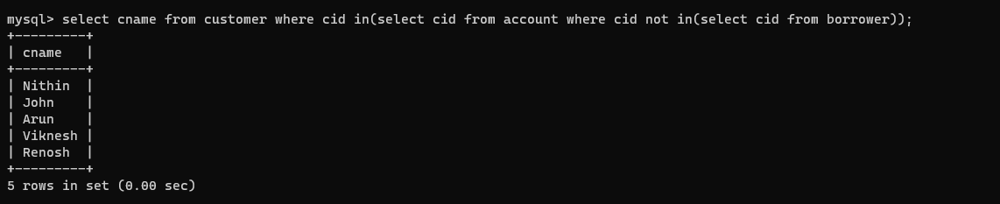 mysql> select cname from customer where cid in(select cid from account where cid not in(select cid from borrower));
+---------+
| cname   |
+---------+
| Nithin  |
| John    |
| Arun    |
| Viknesh |
| Renosh  |
+---------+
5 rows in set (0.00 sec)